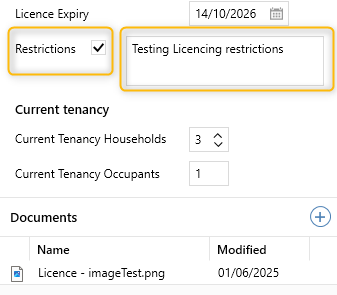 Licence Expiry 14/10/2026
Restrictions Testing Licencing restrictions
Current tenancy
Current Tenancy Households 3
Current Tenancy Occupants 1
Documents
Name Modified
Licence - imageTest.png 01/06/2025